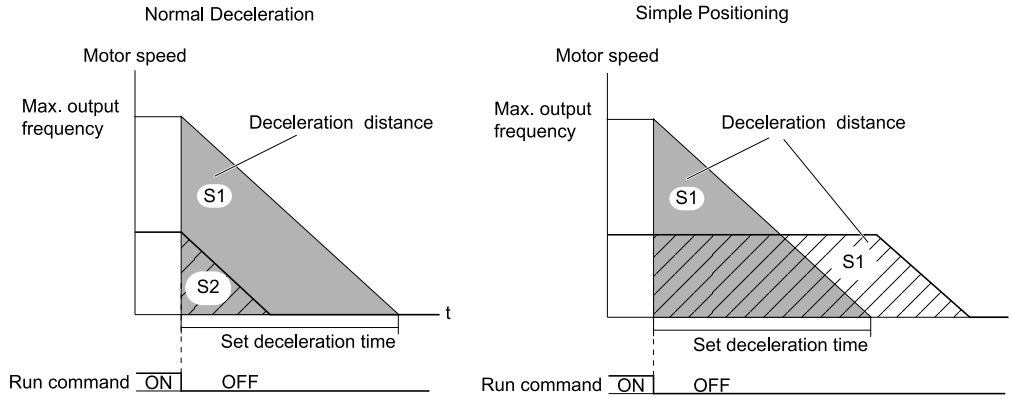 Normal Deceleration
Motor speed
Max. output
frequency
Deceleration distance
S1
S2
t
Set deceleration time
Run command ON OFF
Simple Positioning
Motor speed
Max. output
frequency
Deceleration distance
S1
S1
Set deceleration time
Run command ON OFF